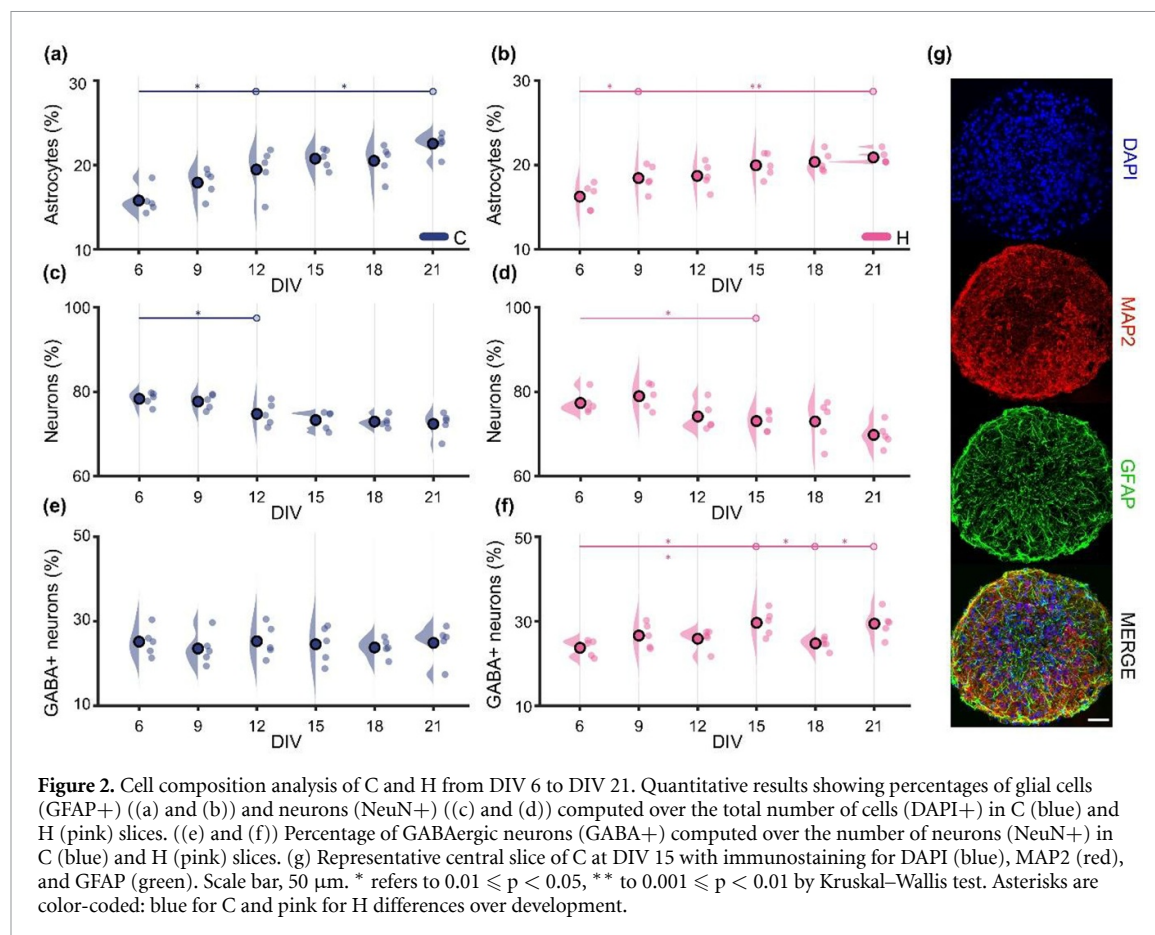 (a)
30
20
10
Astrocytes (%)
* *
C
6 9 12 15 18 21
DIV
(b)
30
20
10
Astrocytes (%)
* **
H
6 9 12 15 18 21
DIV
(c)
100
80
60
Neurons (%)
*
6 9 12 15 18 21
DIV
(d)
100
80
60
Neurons (%)
*
6 9 12 15 18 21
DIV
(e)
50
30
10
GABA+ neurons (%)
6 9 12 15 18 21
DIV
(f)
50
30
10
GABA+ neurons (%)
* * *
*
6 9 12 15 18 21
DIV
(g)
DAPI
MAP2
GFAP
MERGE
Figure 2. Cell composition analysis of C and H from DIV 6 to DIV 21. Quantitative results showing percentages of glial cells
(GFAP+) ((a) and (b)) and neurons (NeuN+) ((c) and (d)) computed over the total number of cells (DAPI+) in C (blue) and
H (pink) slices. ((e) and (f)) Percentage of GABAergic neurons (GABA+) computed over the number of neurons (NeuN+) in
C (blue) and H (pink) slices. (g) Representative central slice of C at DIV 15 with immunostaining for DAPI (blue), MAP2 (red),
and GFAP (green). Scale bar, 50 μm. * refers to 0.01 ⩽ p < 0.05, ** to 0.001 ⩽ p < 0.01 by Kruskal–Wallis test. Asterisks are
color-coded: blue for C and pink for H differences over development.